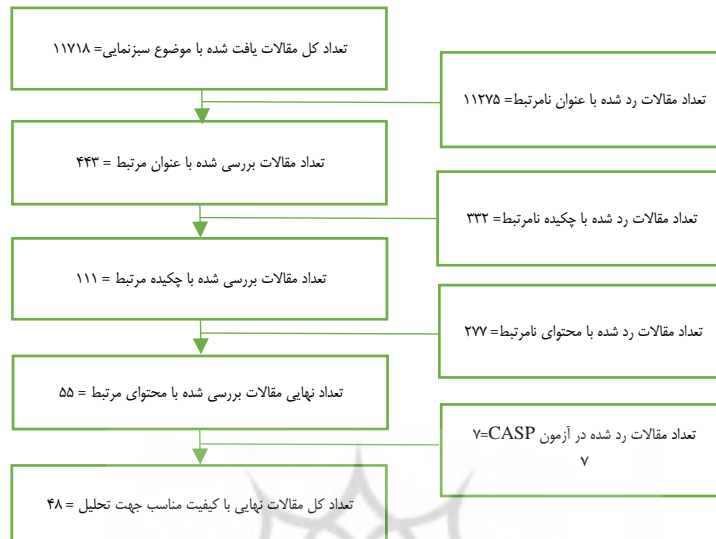 تعداد کل مقالات یافت شده با موضوع سبزنمایی= ۱۱۷۱۸
تعداد مقالات رد شده با عنوان نامرتبط= ۱۱۲۷۵
تعداد مقالات بررسی شده با عنوان مرتبط = ۴۴۳
تعداد مقالات رد شده با چکیده نامرتبط= ۳۳۲
تعداد مقالات بررسی شده با چکیده مرتبط = ۱۱۱
تعداد مقالات رد شده با محتوای نامرتبط= ۲۷۷
تعداد نهایی مقالات بررسی شده با محتوای مرتبط = ۵۵
تعداد مقالات رد شده در آزمون CASP=۷
۷
تعداد کل مقالات نهایی با کیفیت مناسب جهت تحلیل = ۴۸